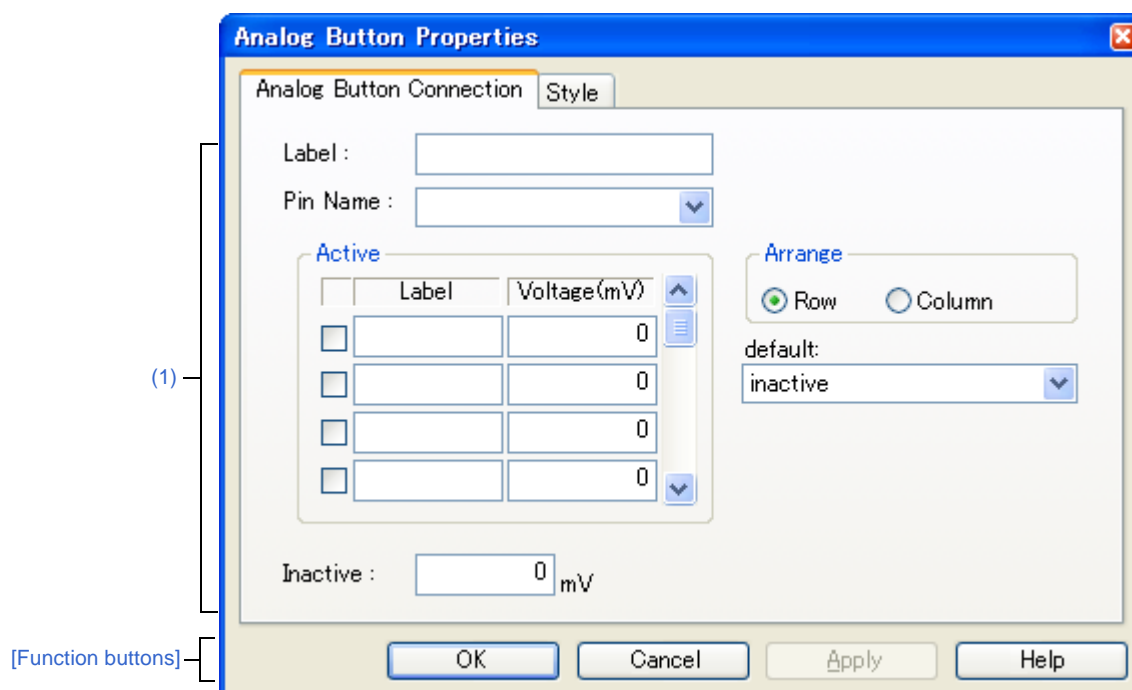 Analog Button Properties
Analog Button Connection
Style
Label :
Pin Name :
Active
Label
Voltage(mV)
0
0
0
0
Arrange
Row
Column
default:
inactive
Inactive :
0
mV
(1)
[Function buttons]
OK
Cancel
Apply
Help